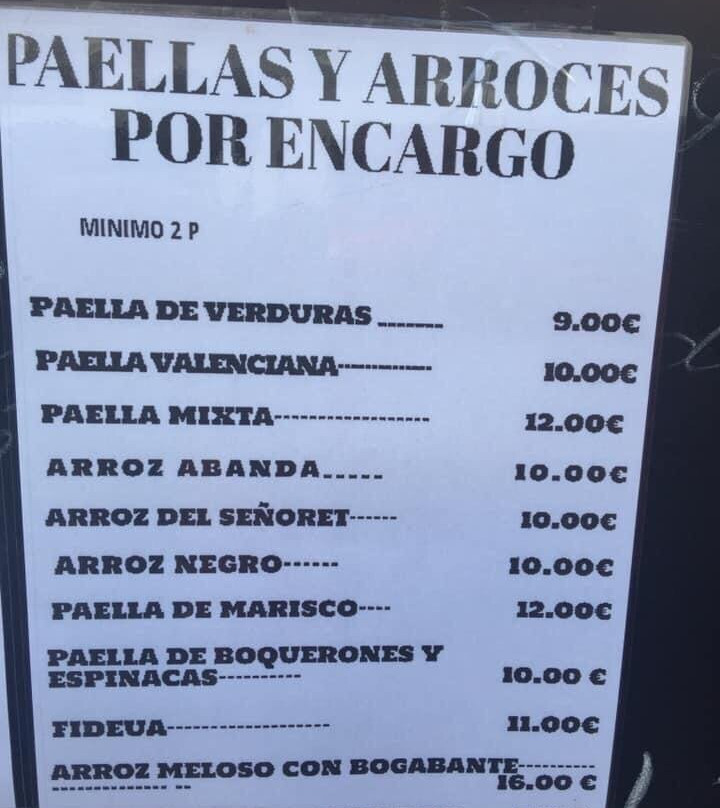 PAELLAS Y ARROCES
POR ENCARGO
MINIMO 2 P
PAELLA DE VERDURAS ------- 9.00€
PAELLA VALENCIANA------------- 10.00€
PAELLA MIXTA------------------ 12.00€
ARROZ ABANDA..... 10.00€
ARROZ DEL SEÑORET------ 10.00€
ARROZ NEGRO------ 10.00€
PAELLA DE MARISCO---- 12.00€
PAELLA DE BOQUERONES Y
ESPINACAS---------- 10.00 €
FIDEUA------------------ 11.00€
ARROZ MELOSO CON BOGABANTE----------
-------------- -- 16.00 €